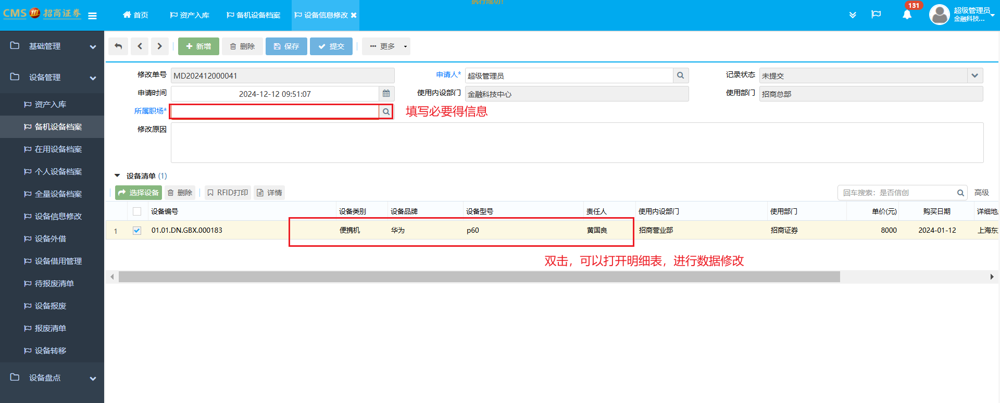 执行成功!
CMS 招商证券
首页
资产入库
备机设备档案
设备信息修改
131
超级管理员
金融科技...
基础管理
设备管理
资产入库
备机设备档案
在用设备档案
个人设备档案
全量设备档案
设备信息修改
设备外借
设备借用管理
待报废清单
设备报废
报废清单
设备转移
设备盘点
新增
删除
保存
提交
更多
修改单号 MD202412000041
申请人* 超级管理员
记录状态 未提交
申请时间 2024-12-12 09:51:07
使用内设部门 金融科技中心
使用部门 招商总部
所属职场*
填写必要得信息
修改原因
设备清单 (1)
选择设备 删除 RFID打印 详情
回车搜索：是否信创
高级
设备编号 设备类别 设备品牌 设备型号 责任人 使用内设部门 使用部门 单价(元) 购买日期 详细地
1 01.01.DN.GBX.000183 便携机 华为 p60 黄国良 招商营业部 招商证券 8000 2024-01-12 上海东
双击，可以打开明细表，进行数据修改